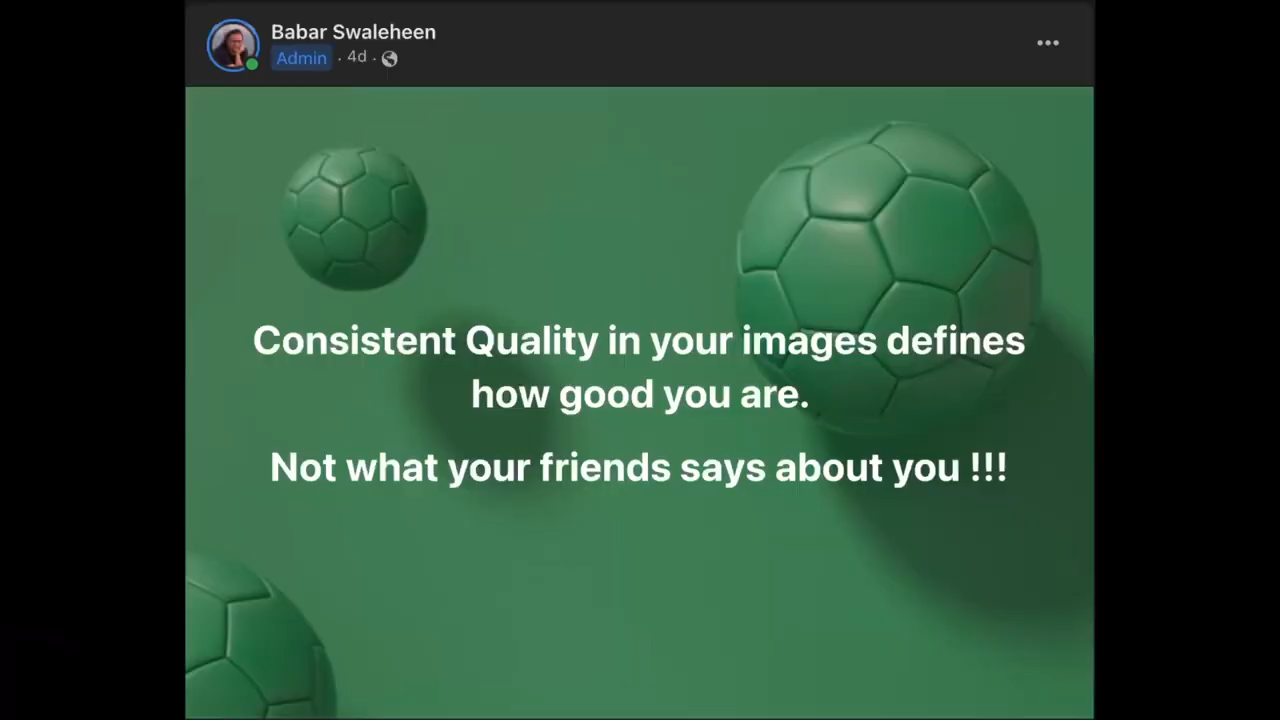 Babar Swaleheen
Admin · 4d ·
Consistent Quality in your images defines
how good you are.
Not what your friends says about you !!!